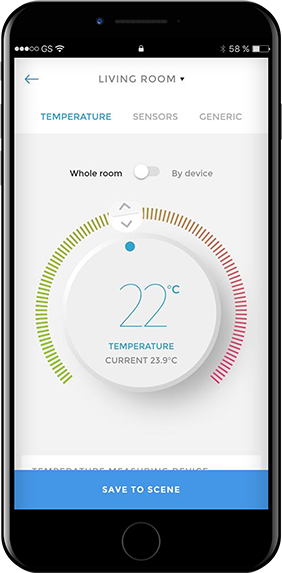 GS 58 %
LIVING ROOM
TEMPERATURE SENSORS GENERIC
Whole room By device
22°C
TEMPERATURE
CURRENT 23.9°C
TEMPERATURE MEASURING DEVICE
SAVE TO SCENE